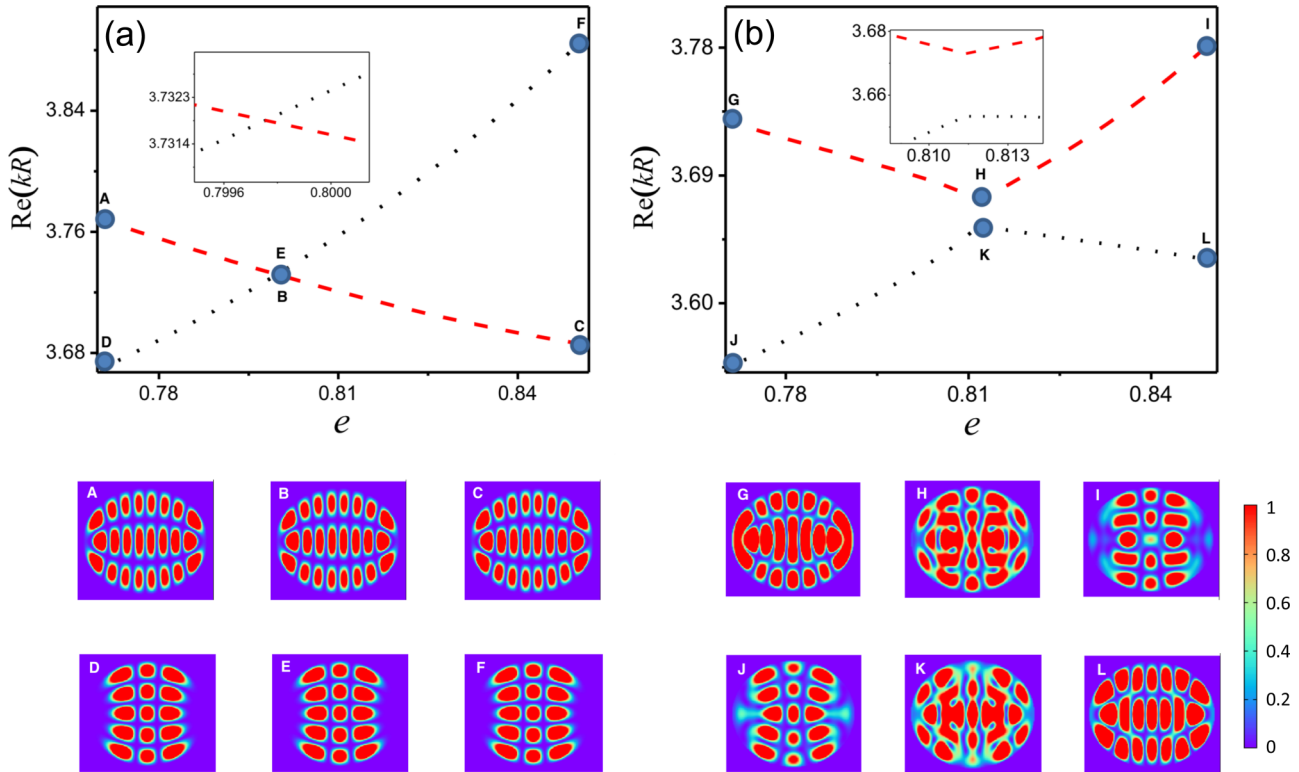 (a)
Re(kR)
3.84
3.76
3.68
0.78
0.81
0.84
e
A
B
C
D
E
F
3.7323
3.7314
0.7996
0.8000
(b)
Re(kR)
3.78
3.69
3.60
0.78
0.81
0.84
e
G
H
I
J
K
L
3.68
3.66
0.810
0.813
A
B
C
G
H
I
D
E
F
J
K
L
1
0.8
0.6
0.4
0.2
0